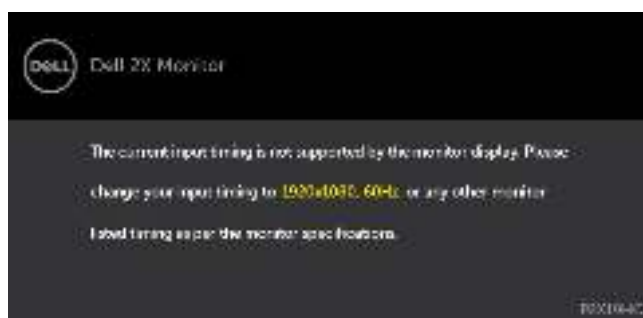 DELL
Dell 2X Monitor
The current input timing is not supported by the monitor display. Please
change your input timing to 1920x1080, 60Hz or any other monitor
listed timing as per the monitor specifications.